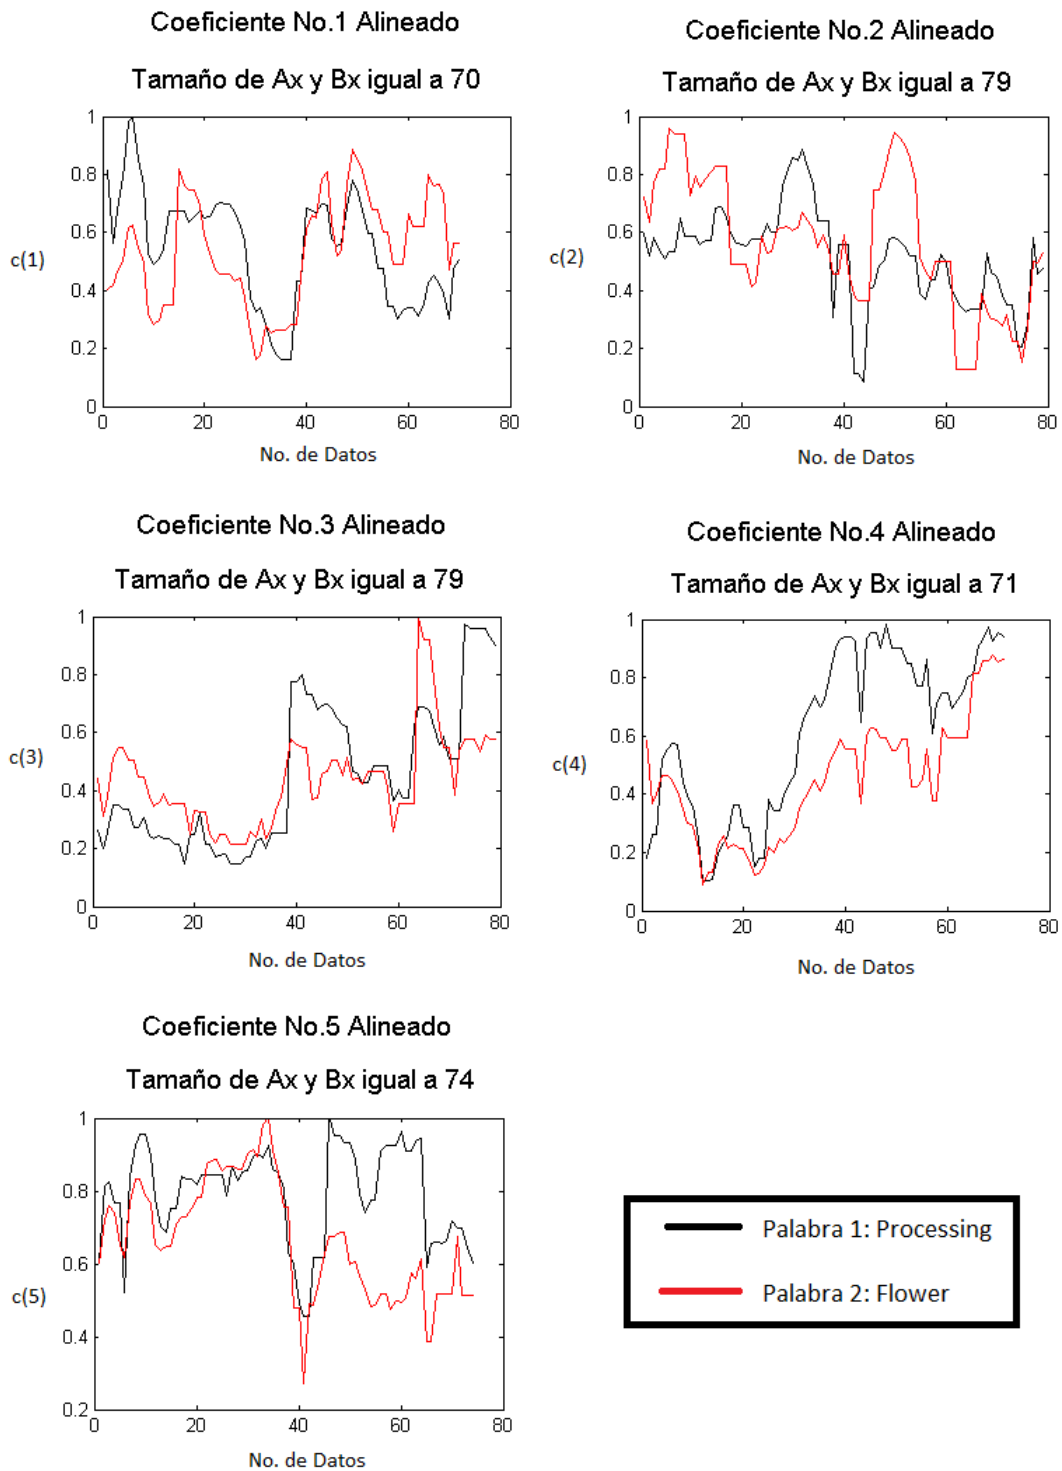 Coeficiente No.1 Alineado
Tamaño de Ax y Bx igual a 70
c(1)
1
0.8
0.6
0.4
0.2
0
0 20 40 60 80
No. de Datos
Coeficiente No.2 Alineado
Tamaño de Ax y Bx igual a 79
c(2)
1
0.8
0.6
0.4
0.2
0
0 20 40 60 80
No. de Datos
Coeficiente No.3 Alineado
Tamaño de Ax y Bx igual a 79
c(3)
1
0.8
0.6
0.4
0.2
0
0 20 40 60 80
No. de Datos
Coeficiente No.4 Alineado
Tamaño de Ax y Bx igual a 71
c(4)
1
0.8
0.6
0.4
0.2
0
0 20 40 60 80
No. de Datos
Coeficiente No.5 Alineado
Tamaño de Ax y Bx igual a 74
c(5)
1
0.8
0.6
0.4
0.2
0 20 40 60 80
No. de Datos
Palabra 1: Processing
Palabra 2: Flower